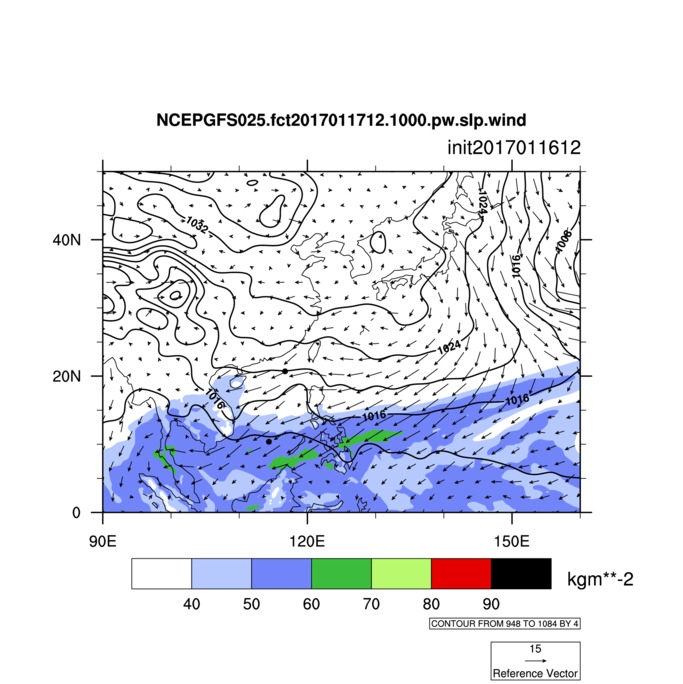 NCEPGFS025.fct2017011712.1000.pw.slp.wind
init2017011612
1032
1024
1008
1016
40N
1024
20N
1016
1016
1016
0
90E 120E 150E
40 50 60 70 80 90
kgm**-2
CONTOUR FROM 948 TO 1084 BY 4
15
Reference Vector